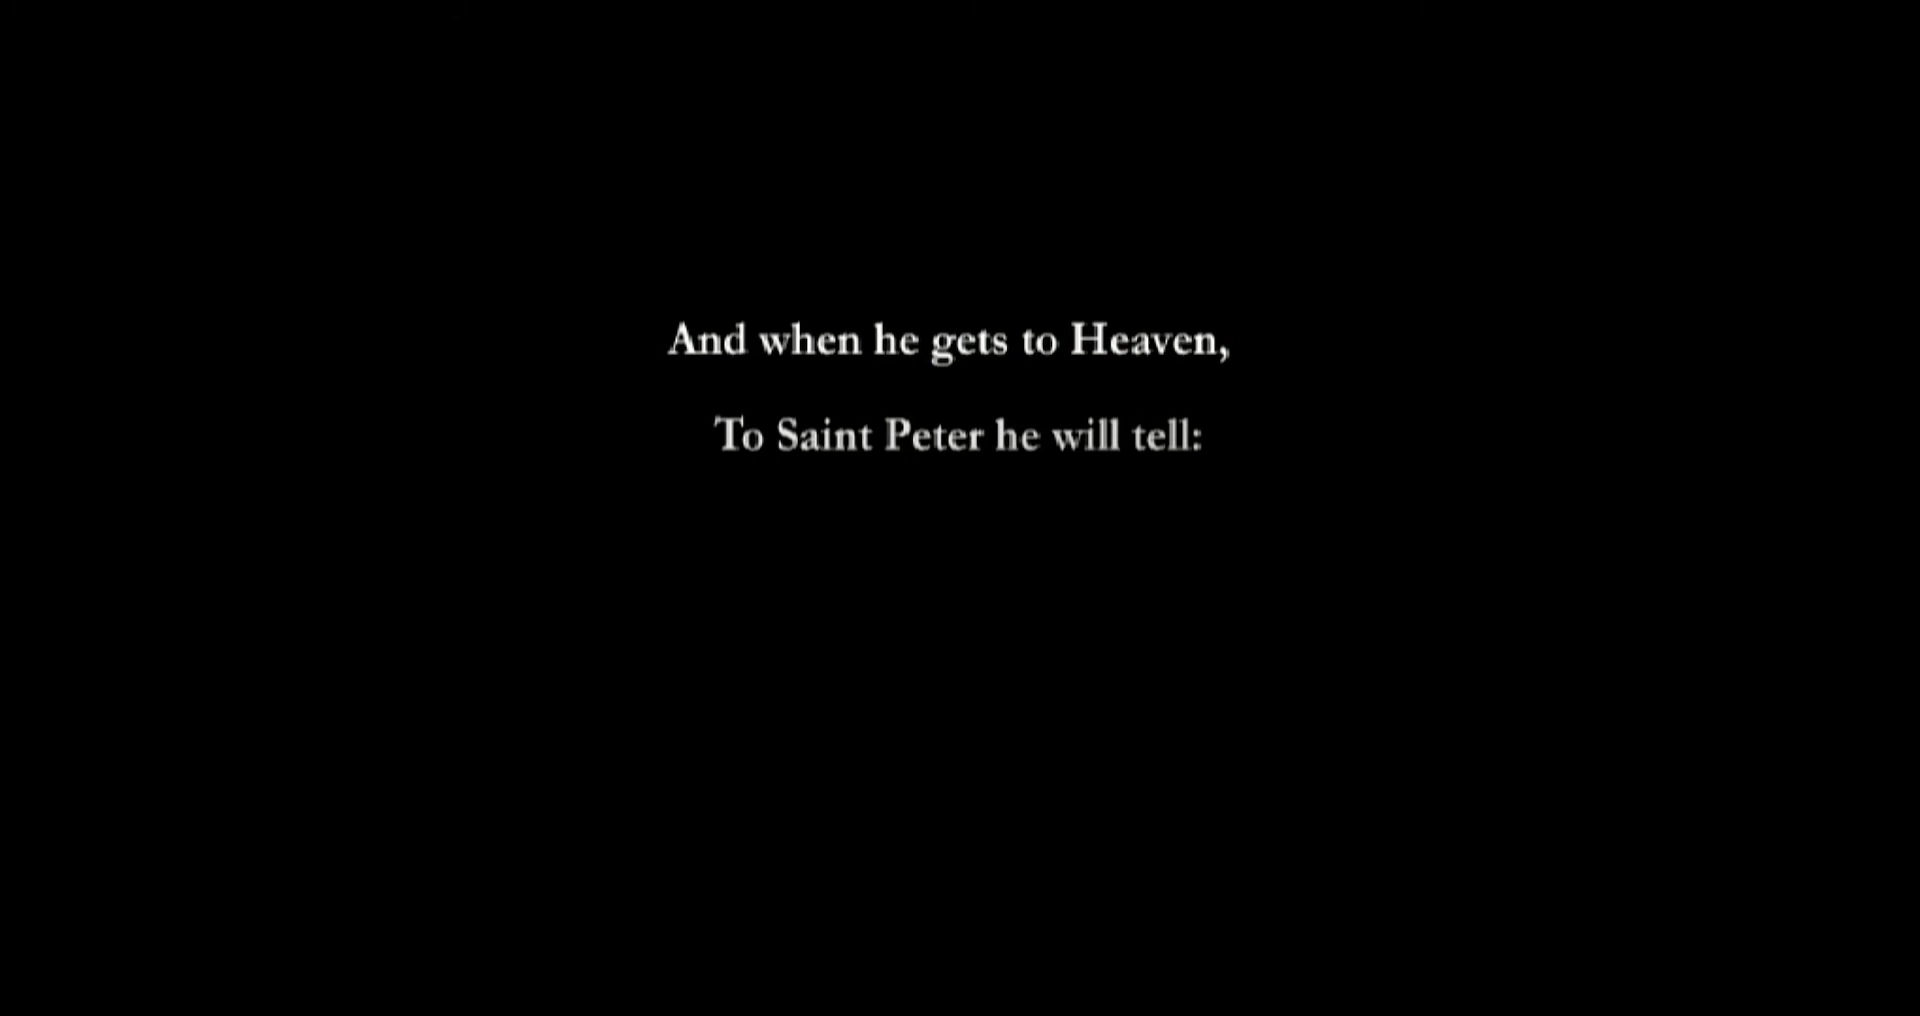 And when he gets to Heaven,
To Saint Peter he will tell: